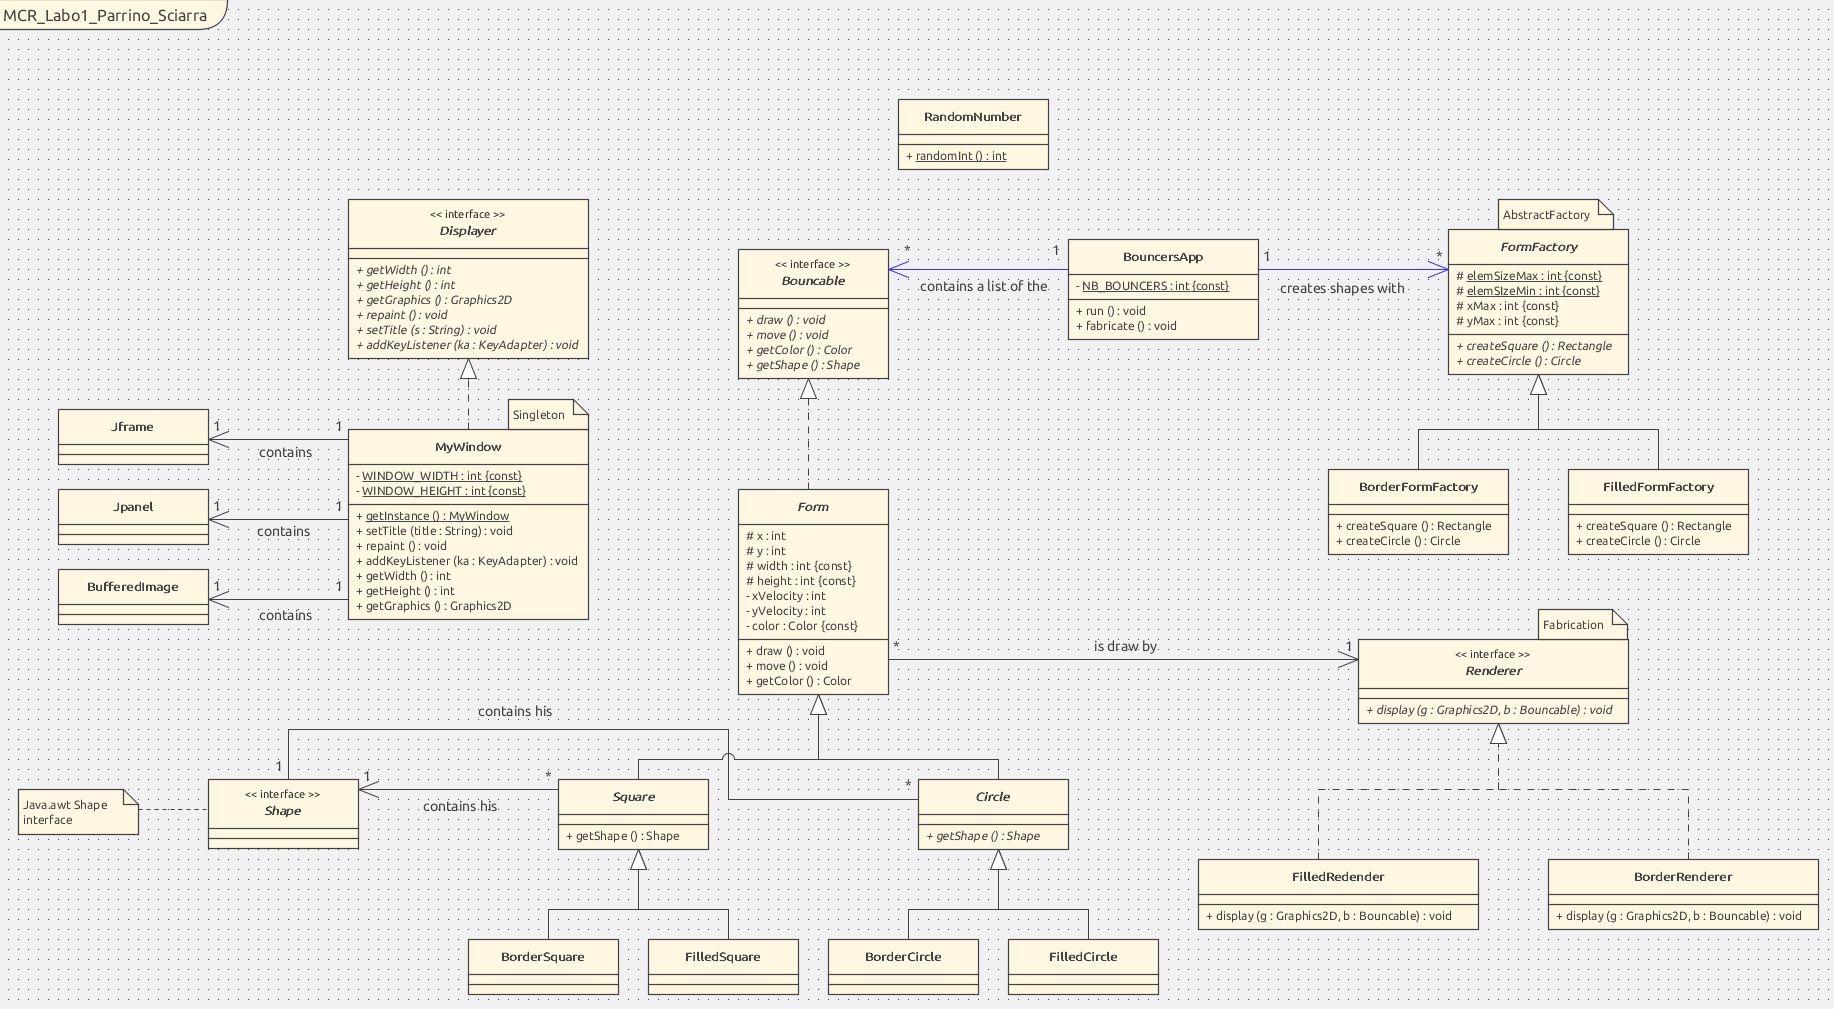 MCR_Labo1_Parrino_Sciarra
RandomNumber
+ randomInt () : int
<< interface >>
Displayer
+ getWidth () : int
+ getHeight () : int
+ getGraphics () : Graphics2D
+ repaint () : void
+ setTitle (s : String) : void
+ addKeyListener (ka : KeyAdapter) : void
<< interface >>
Bouncable
+ draw () : void
+ move () : void
+ getColor () : Color
+ getShape () : Shape
* 1
contains a list of the
BouncersApp
- NB_BOUNCERS : int {const}
+ run () : void
+ fabricate () : void
1 *
creates shapes with
AbstractFactory
FormFactory
# elemSizeMax : int {const}
# elemSIzeMin : int {const}
# xMax : int {const}
# yMax : int {const}
+ createSquare () : Rectangle
+ createCircle () : Circle
Jframe
1 1
contains
Jpanel
1 1
contains
BufferedImage
1 1
contains
Singleton
MyWindow
- WINDOW_WIDTH : int {const}
- WINDOW_HEIGHT : int {const}
+ getInstance () : MyWindow
+ setTitle (title : String) : void
+ repaint () : void
+ addKeyListener (ka : KeyAdapter) : void
+ getWidth () : int
+ getHeight () : int
+ getGraphics () : Graphics2D
Form
# x : int
# y : int
# width : int {const}
# height : int {const}
- xVelocity : int
- yVelocity : int
- color : Color {const}
+ draw () : void
+ move () : void
+ getColor () : Color
BorderFormFactory
+ createSquare () : Rectangle
+ createCircle () : Circle
FilledFormFactory
+ createSquare () : Rectangle
+ createCircle () : Circle
* 1
is draw by
Fabrication
<< interface >>
Renderer
+ display (g : Graphics2D, b : Bouncable) : void
contains his
1
Java.awt Shape
interface
<< interface >>
Shape
1 *
contains his
Square
+ getShape () : Shape
*
Circle
+ getShape () : Shape
FilledRedender
+ display (g : Graphics2D, b : Bouncable) : void
BorderRenderer
+ display (g : Graphics2D, b : Bouncable) : void
BorderSquare
FilledSquare
BorderCircle
FilledCircle